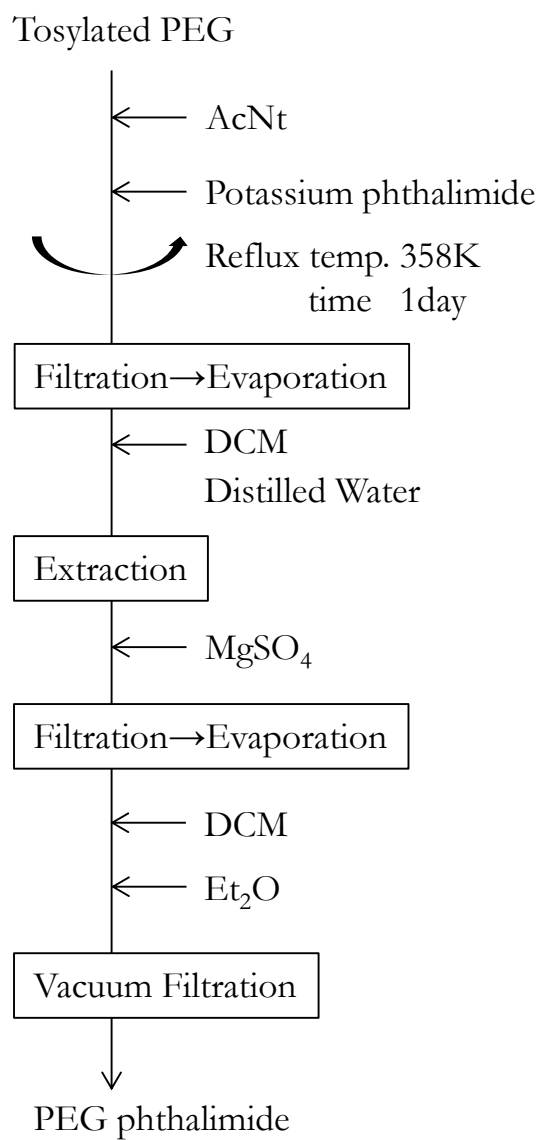 Tosylated PEG
AcNt
Potassium phthalimide
Reflux temp. 358K
time 1day
Filtration→Evaporation
DCM
Distilled Water
Extraction
MgSO₄
Filtration→Evaporation
DCM
Et₂O
Vacuum Filtration
PEG phthalimide